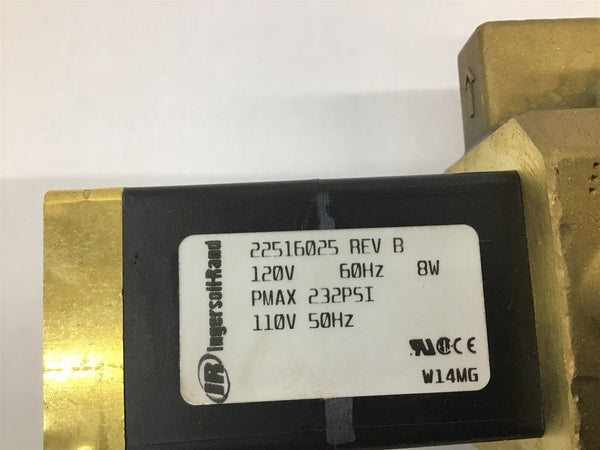 22516025 REV B
120V 60Hz 8W
PMAX 232PSI
110V 50Hz
IR Ingersoll-Rand
CE
W14MG